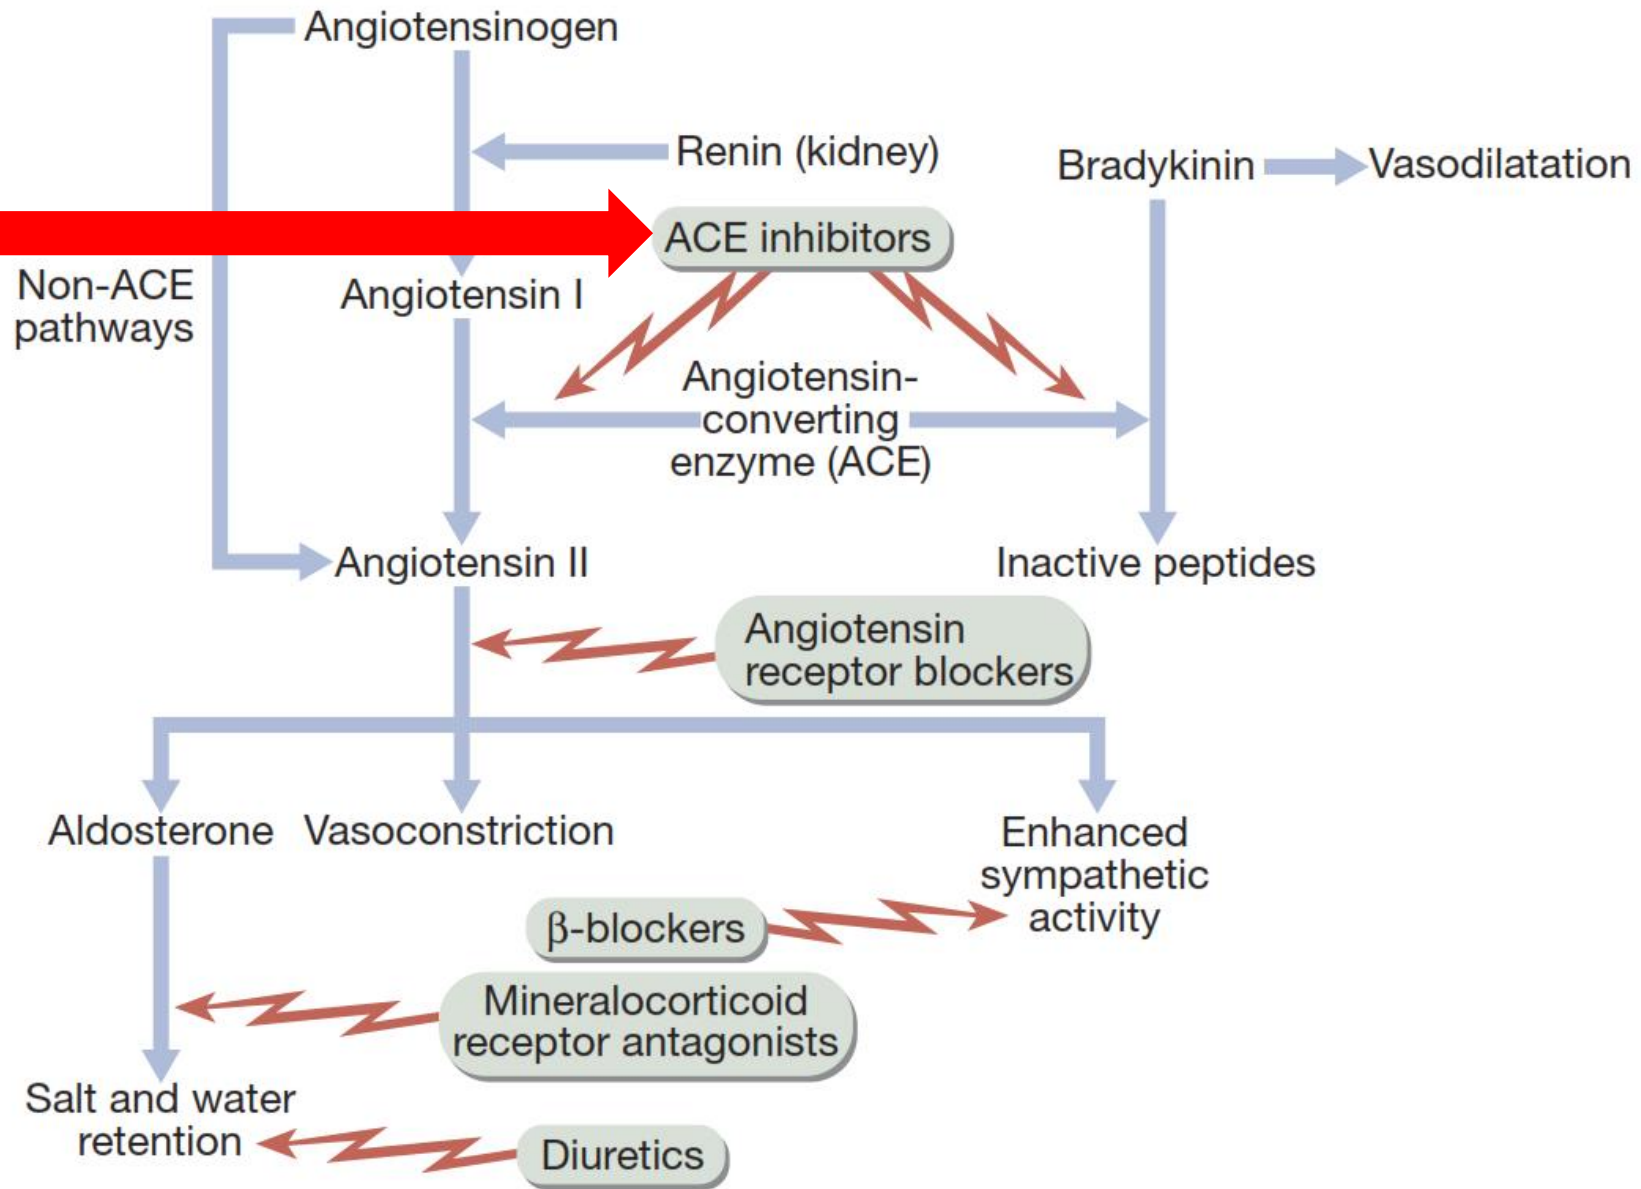 Angiotensinogen
Renin (kidney)
Bradykinin
Vasodilatation
ACE inhibitors
Non-ACE
pathways
Angiotensin I
Angiotensin-
converting
enzyme (ACE)
Angiotensin II
Inactive peptides
Angiotensin
receptor blockers
Aldosterone
Vasoconstriction
Enhanced
sympathetic
activity
β-blockers
Mineralocorticoid
receptor antagonists
Salt and water
retention
Diuretics